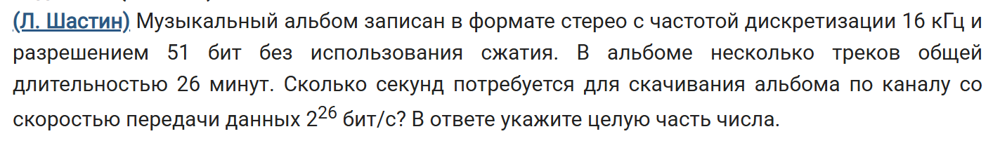 (Л. Шастин) Музыкальный альбом записан в формате стерео с частотой дискретизации 16 кГц и
разрешением 51 бит без использования сжатия. В альбоме несколько треков общей
длительностью 26 минут. Сколько секунд потребуется для скачивания альбома по каналу со
скоростью передачи данных 2²⁶ бит/с? В ответе укажите целую часть числа.